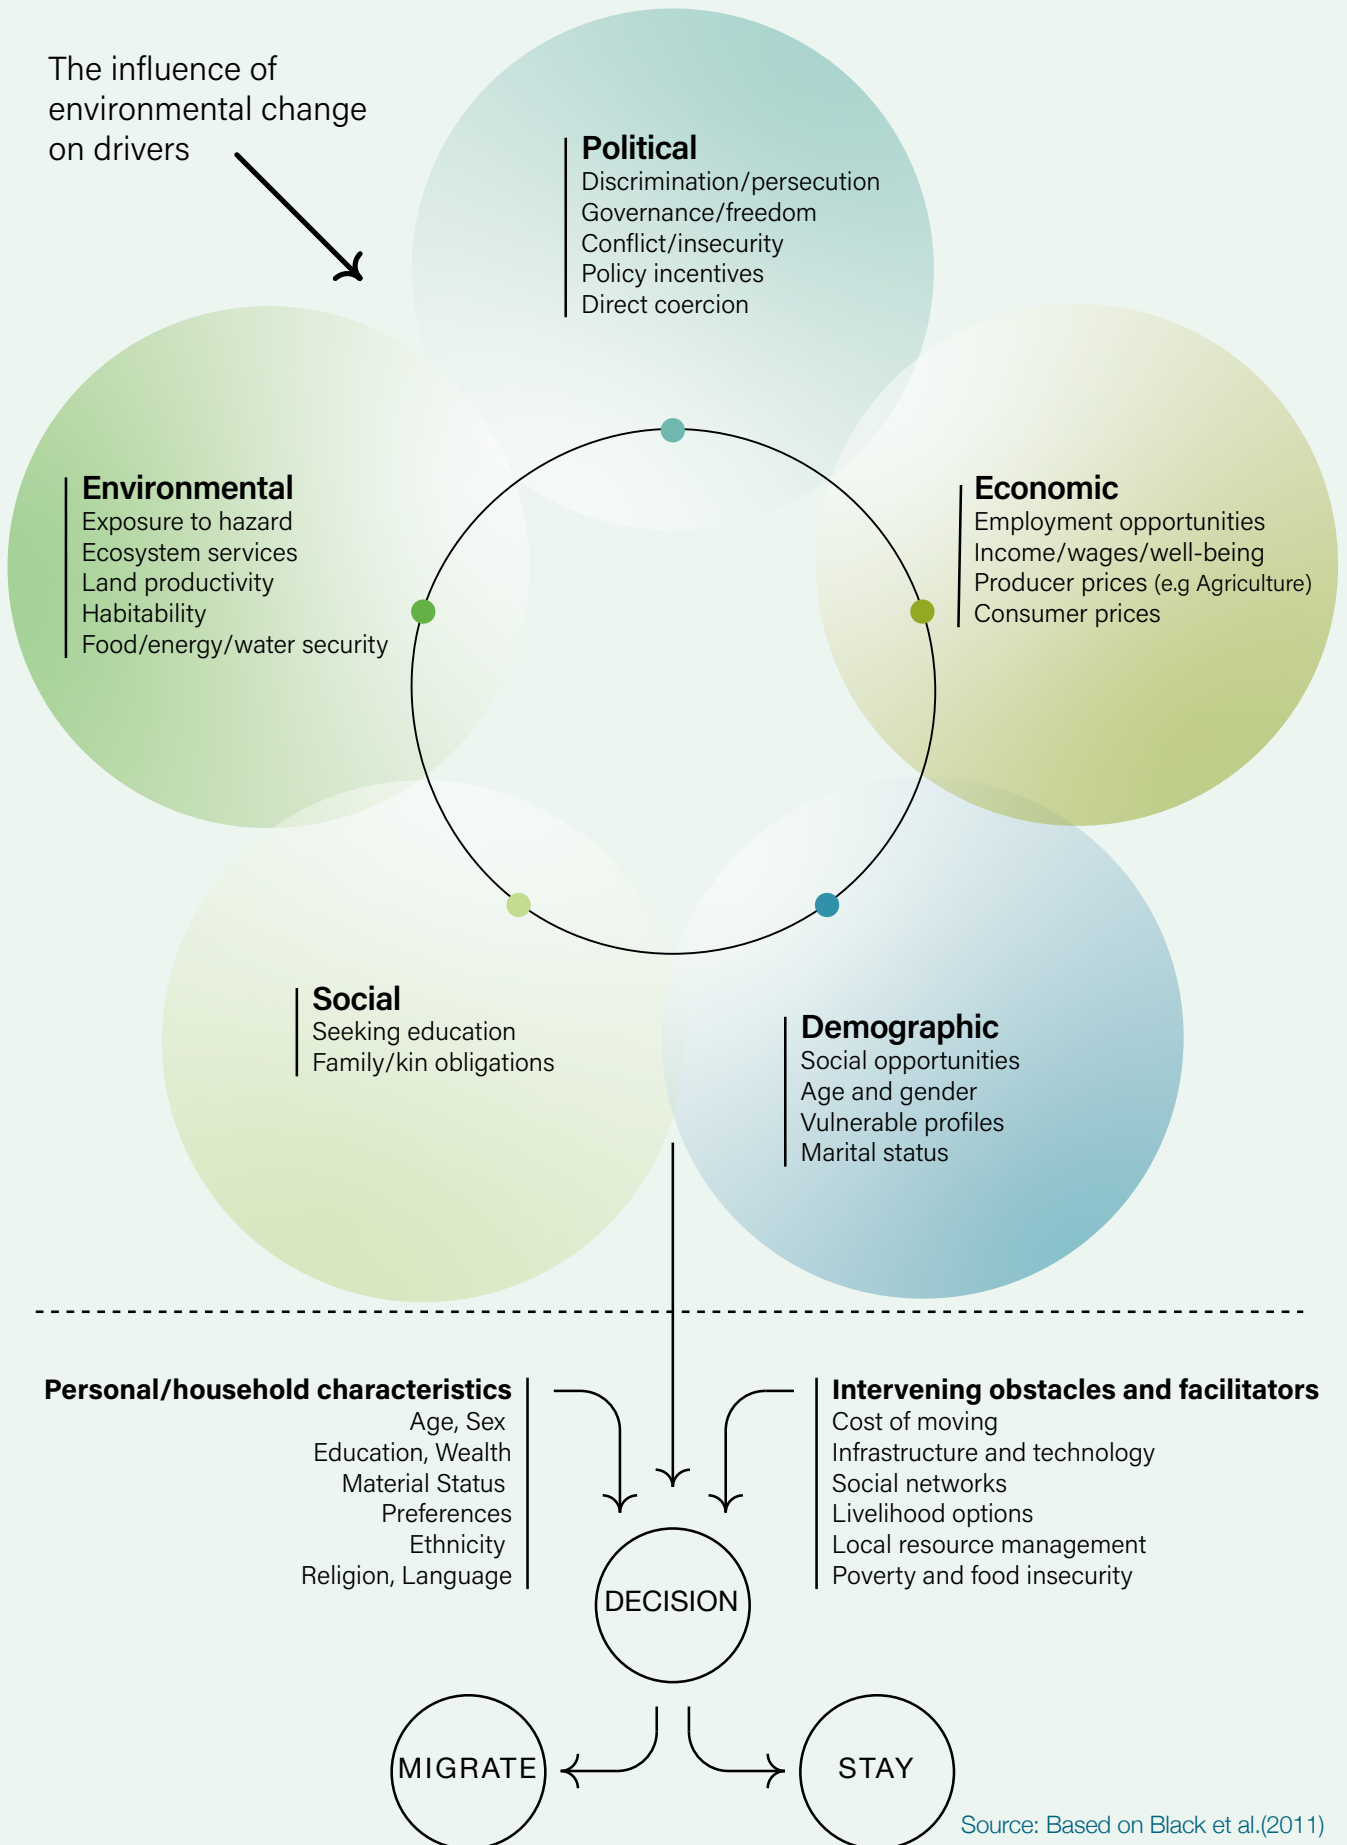 The influence of
environmental change
on drivers
Political
Discrimination/persecution
Governance/freedom
Conflict/insecurity
Policy incentives
Direct coercion
Environmental
Exposure to hazard
Ecosystem services
Land productivity
Habitability
Food/energy/water security
Economic
Employment opportunities
Income/wages/well-being
Producer prices (e.g Agriculture)
Consumer prices
Social
Seeking education
Family/kin obligations
Demographic
Social opportunities
Age and gender
Vulnerable profiles
Marital status
Personal/household characteristics
Age, Sex
Education, Wealth
Material Status
Preferences
Ethnicity
Religion, Language
Intervening obstacles and facilitators
Cost of moving
Infrastructure and technology
Social networks
Livelihood options
Local resource management
Poverty and food insecurity
DECISION
MIGRATE
STAY
Source: Based on Black et al.(2011)